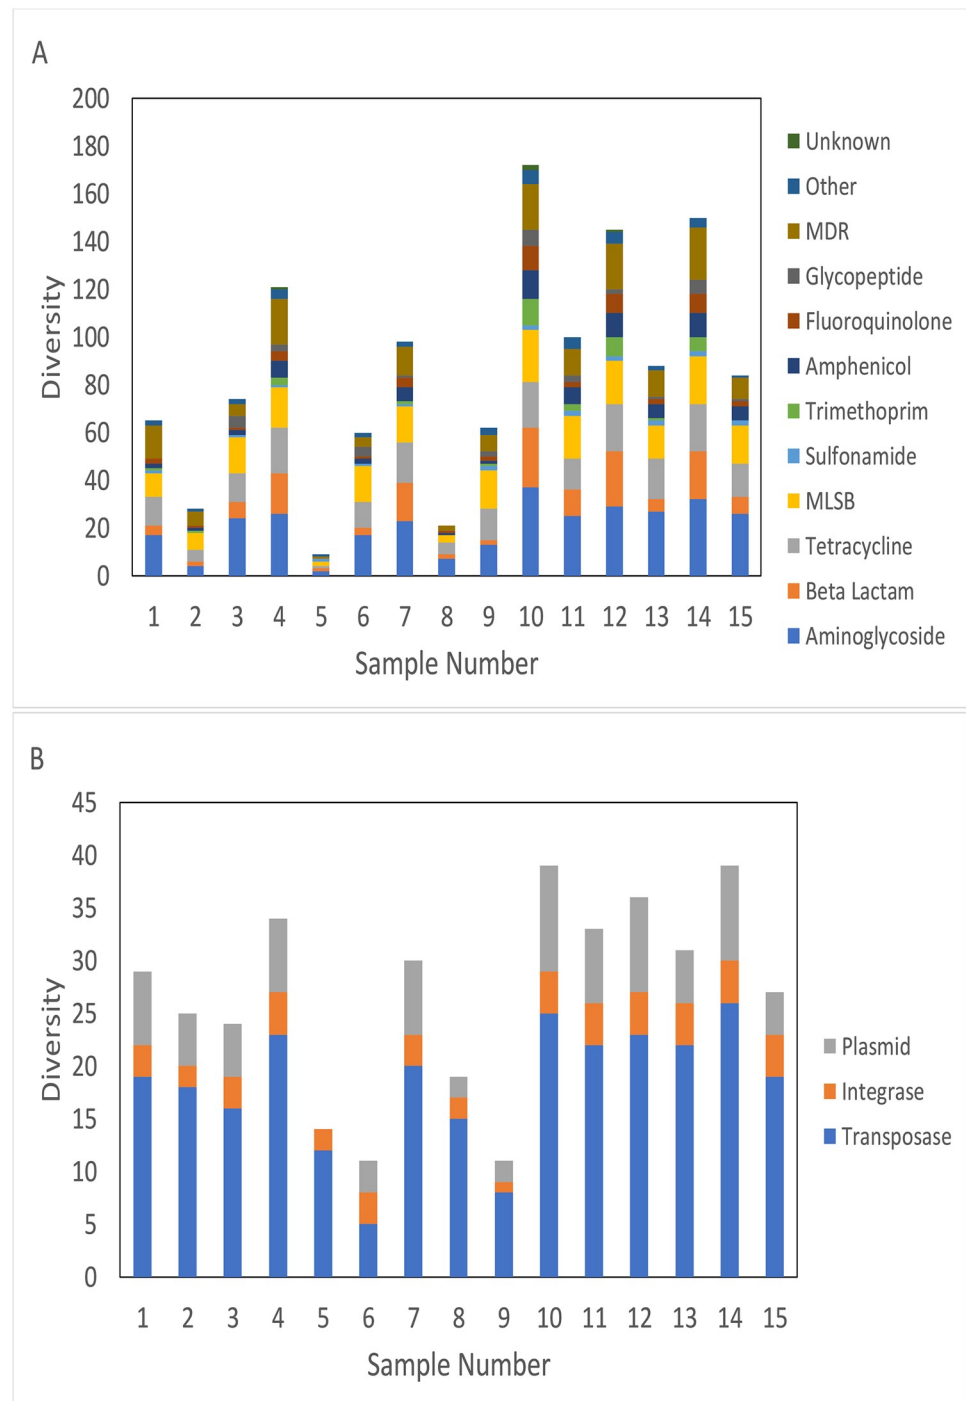 A
200
180
160
140
120
100
80
60
40
20
0
Diversity
1 2 3 4 5 6 7 8 9 10 11 12 13 14 15
Sample Number
Unknown
Other
MDR
Glycopeptide
Fluoroquinolone
Amphenicol
Trimethoprim
Sulfonamide
MLSB
Tetracycline
Beta Lactam
Aminoglycoside
B
45
40
35
30
25
20
15
10
5
0
Diversity
1 2 3 4 5 6 7 8 9 10 11 12 13 14 15
Sample Number
Plasmid
Integrase
Transposase